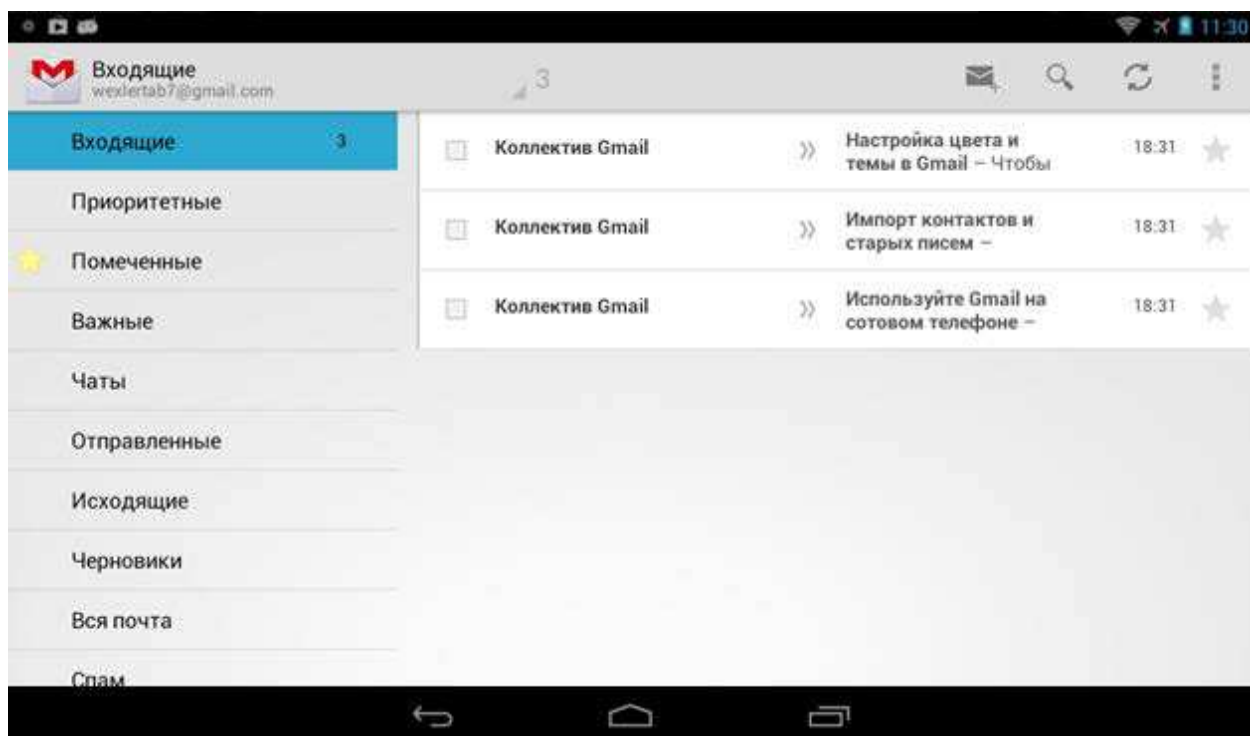 11:30
Входящие
wexlertab7@gmail.com
3
Входящие 3
Приоритетные
Помеченные
Важные
Чаты
Отправленные
Исходящие
Черновики
Вся почта
Спам
Коллектив Gmail
Настройка цвета и
темы в Gmail – Чтобы
18:31
Коллектив Gmail
Импорт контактов и
старых писем –
18:31
Коллектив Gmail
Используйте Gmail на
сотовом телефоне –
18:31